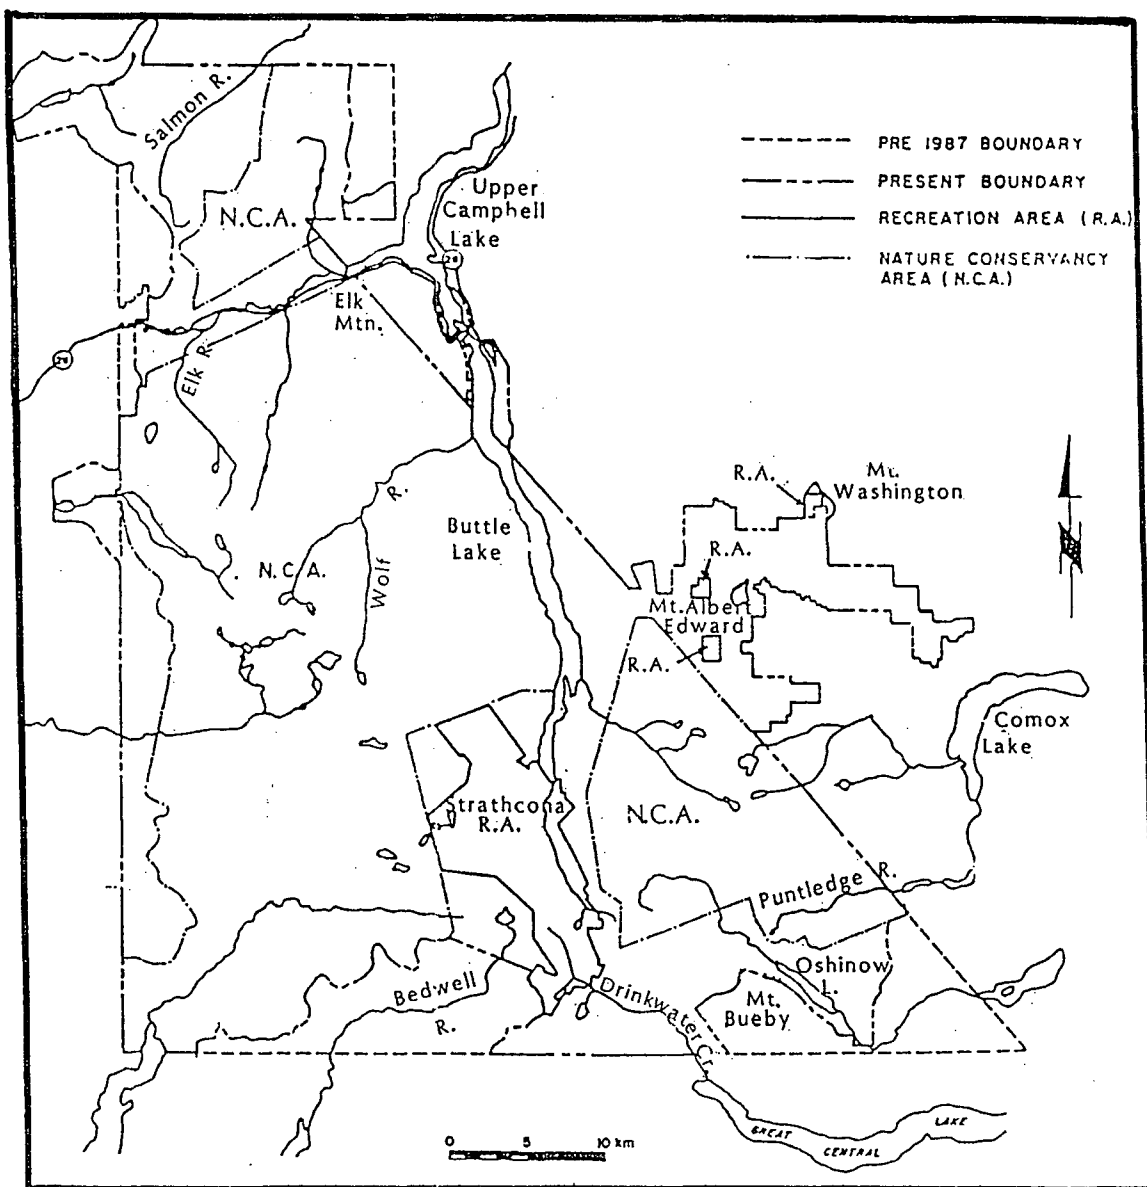 Salmon R.
PRE 1987 BOUNDARY
PRESENT BOUNDARY
RECREATION AREA (R.A.)
NATURE CONSERVANCY
AREA (N.C.A.)
Upper
Camphell
Lake
N.C.A.
28
Elk
Mtn.
28
Elk R.
R.A.
Mt.
Washington
R.
Wolf
Buttle
Lake
N.C.A.
R.A.
Mt. Albert
Edward
R.A.
Comox
Lake
Strathcona
R.A.
N.C.A.
Puntledge R.
Oshinow
L.
Bedwell
R.
Drinkwater Cr.
Mt.
Bueby
0 5 10 km
GREAT CENTRAL LAKE